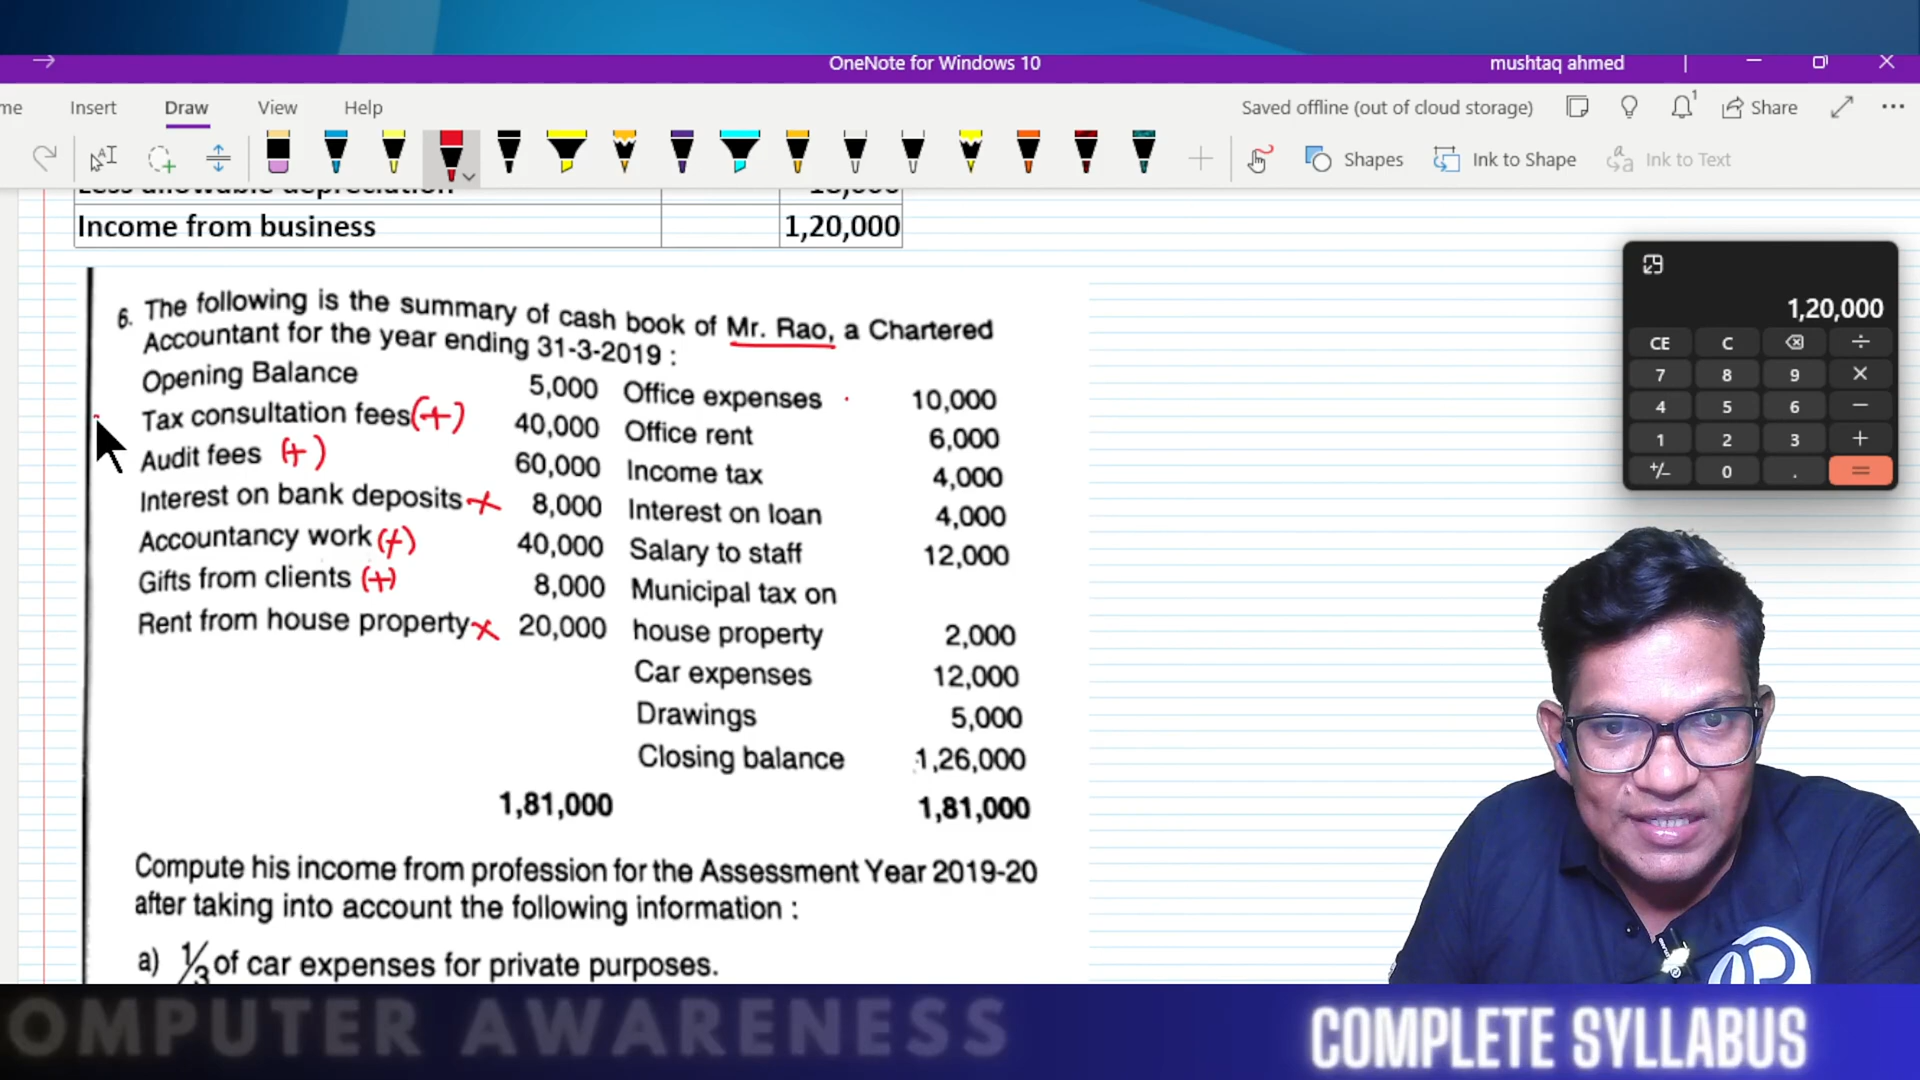 OneNote for Windows 10
mushtaq ahmed
Insert Draw View Help
Saved offline (out of cloud storage)
1
Share
Shapes
Ink to Shape
Ink to Text
Income from business 1,20,000
6. The following is the summary of cash book of Mr. Rao, a Chartered
Accountant for the year ending 31-3-2019 :
Opening Balance 5,000 Office expenses 10,000
Tax consultation fees (+) 40,000 Office rent 6,000
Audit fees (+) 60,000 Income tax 4,000
Interest on bank deposits × 8,000 Interest on loan 4,000
Accountancy work (+) 40,000 Salary to staff 12,000
Gifts from clients (+) 8,000 Municipal tax on
Rent from house property × 20,000 house property 2,000
Car expenses 12,000
Drawings 5,000
Closing balance 1,26,000
1,81,000 1,81,000
Compute his income from profession for the Assessment Year 2019-20
after taking into account the following information :
a) 1/3 of car expenses for private purposes.
1,20,000
CE C ÷
7 8 9 ×
4 5 6 −
1 2 3 +
+/− 0 . =
OMPUTER AWARENESS
COMPLETE SYLLABUS